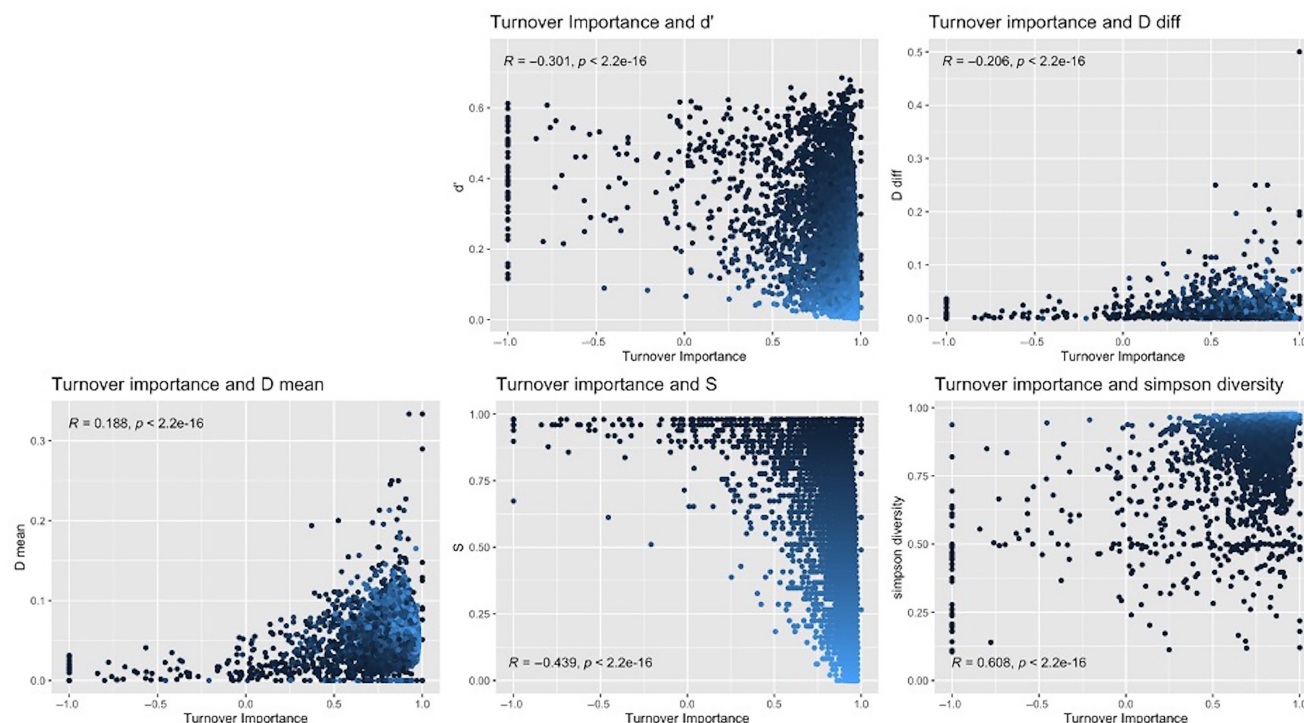 Turnover Importance and d'
R = −0.301, p < 2.2e-16
0.6
0.4
0.2
0.0
d'
−1.0 −0.5 0.0 0.5 1.0
Turnover Importance
Turnover importance and D diff
R = −0.206, p < 2.2e-16
0.5
0.4
0.3
0.2
0.1
0.0
D diff
−1.0 −0.5 0.0 0.5 1.0
Turnover Importance
Turnover importance and D mean
R = 0.188, p < 2.2e-16
0.3
0.2
0.1
0.0
D mean
−1.0 −0.5 0.0 0.5 1.0
Turnover Importance
Turnover importance and S
1.00
0.75
0.50
0.25
0.00
S
R = −0.439, p < 2.2e-16
−1.0 −0.5 0.0 0.5 1.0
Turnover Importance
Turnover importance and simpson diversity
1.00
0.75
0.50
0.25
0.00
simpson diversity
R = 0.608, p < 2.2e-16
−1.0 −0.5 0.0 0.5 1.0
Turnover Importance